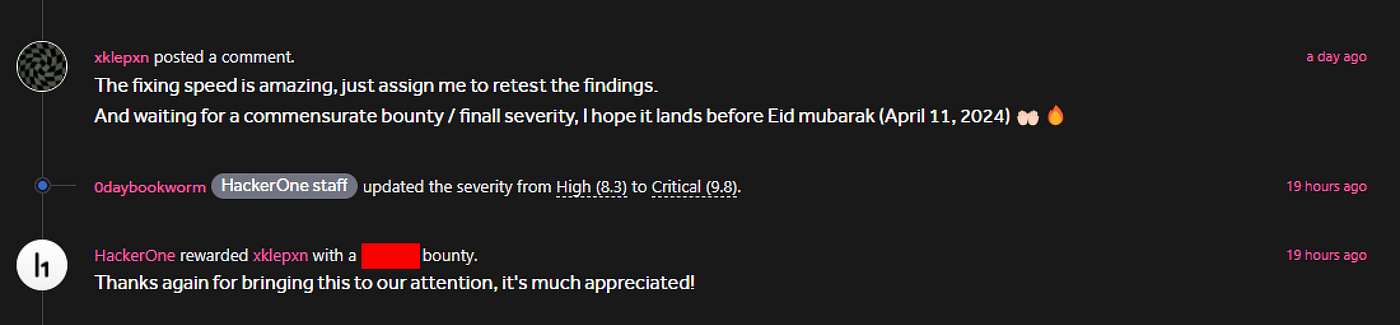 xklepxn posted a comment. a day ago
The fixing speed is amazing, just assign me to retest the findings.
And waiting for a commensurate bounty / finall severity, I hope it lands before Eid mubarak (April 11, 2024) 🤲🏻 🔥
0daybookworm HackerOne staff updated the severity from High (8.3) to Critical (9.8). 19 hours ago
h1
HackerOne rewarded xklepxn with a bounty. 19 hours ago
Thanks again for bringing this to our attention, it's much appreciated!